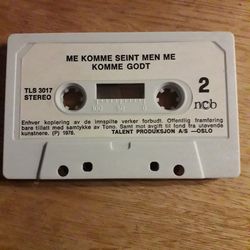 ME KOMME SEINT MEN ME
KOMME GODT
TLS 3017
STEREO
2
ncb
Enhver kopiering av de innspilte verker forbudt. Offentlig framføring
bare tillatt med samtykke av Tono. Samt mot avgift til fond fra utøvende
kunstnere. (P) 1976. TALENT PRODUKSJON A/S —OSLO